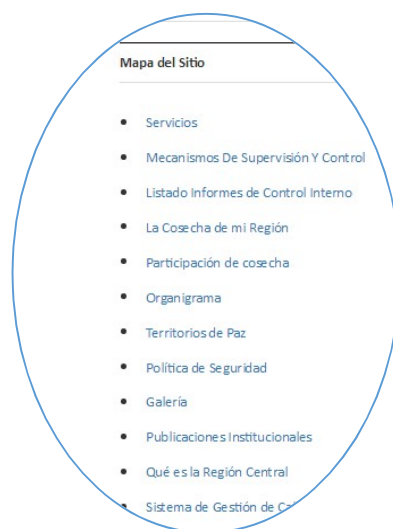 Mapa del Sitio
Servicios
Mecanismos De Supervisión Y Control
Listado Informes de Control Interno
La Cosecha de mi Región
Participación de cosecha
Organigrama
Territorios de Paz
Política de Seguridad
Galería
Publicaciones Institucionales
Qué es la Región Central
Sistema de Gestión de